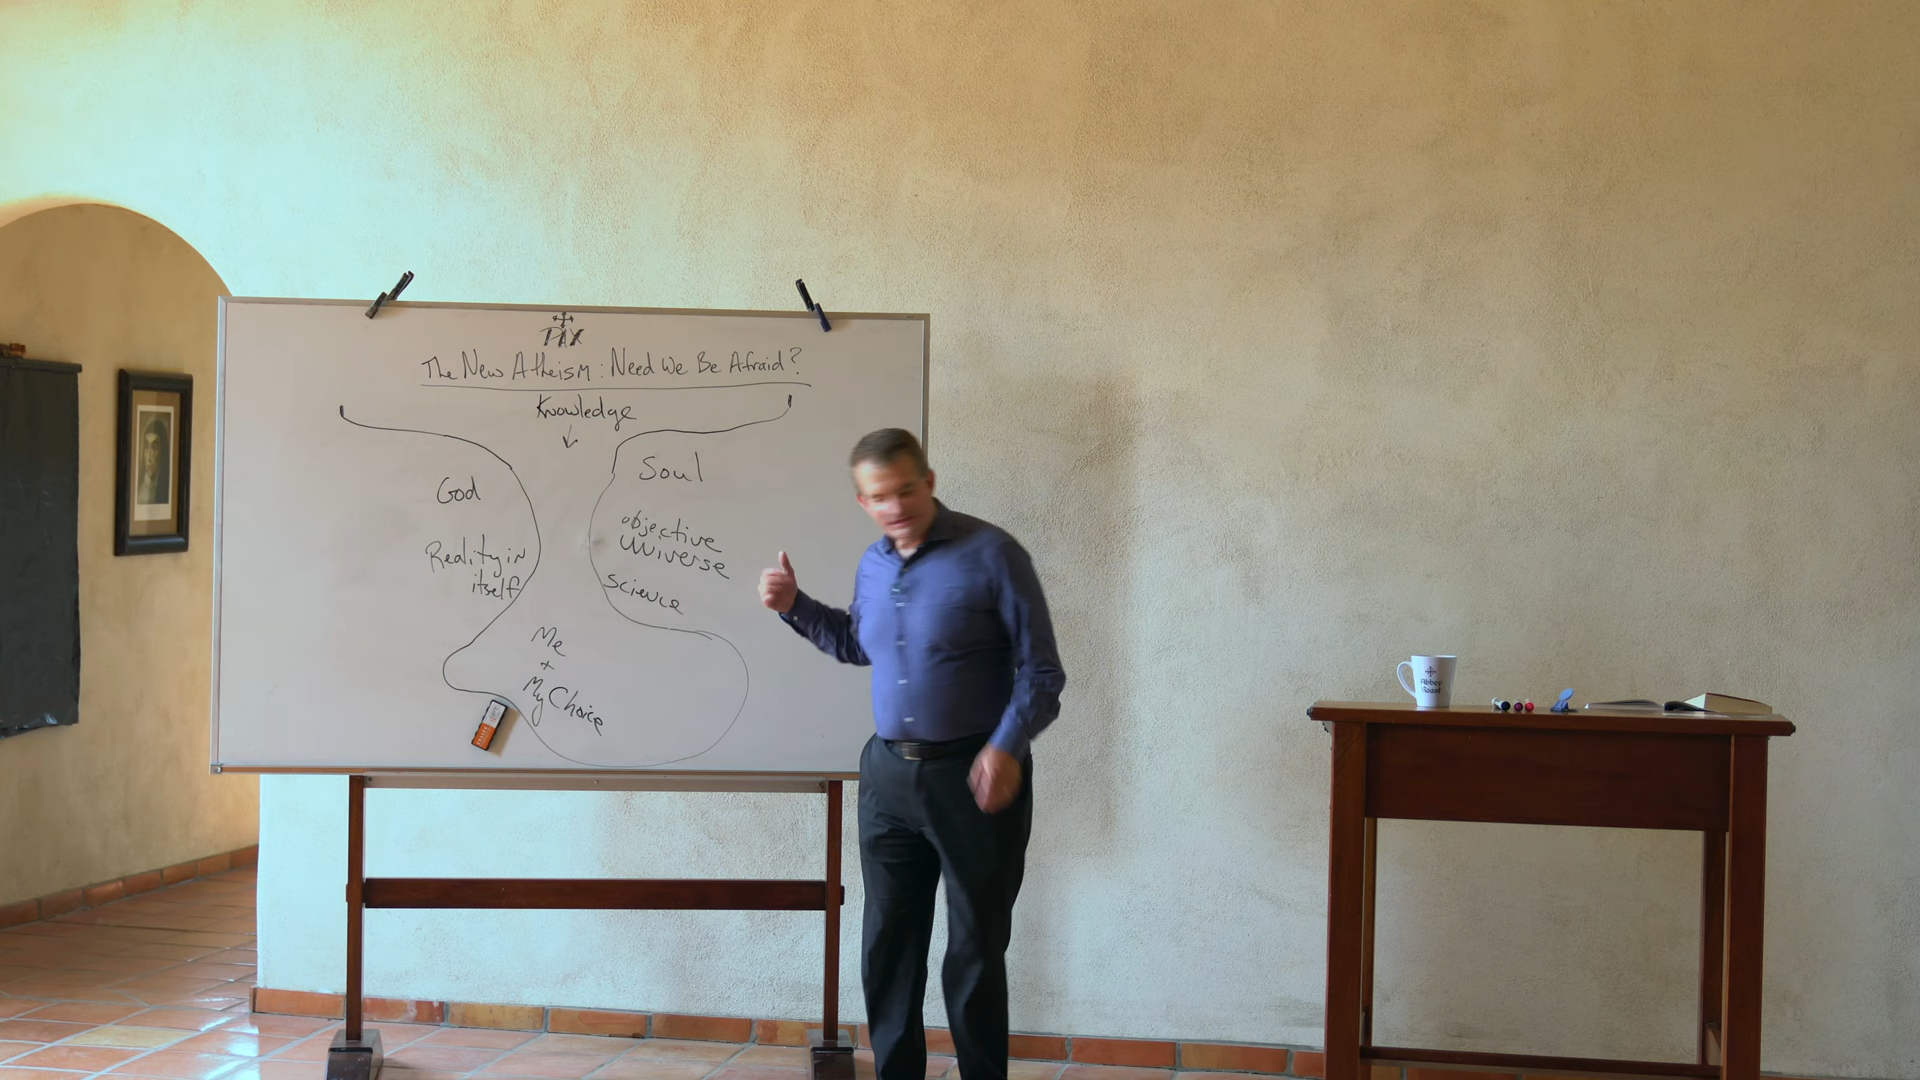 PAX
The New Atheism: Need We Be Afraid?
Knowledge
God
Reality in
itself
Soul
objective
universe
science
Me
+
My Choice
Abbey
Roast